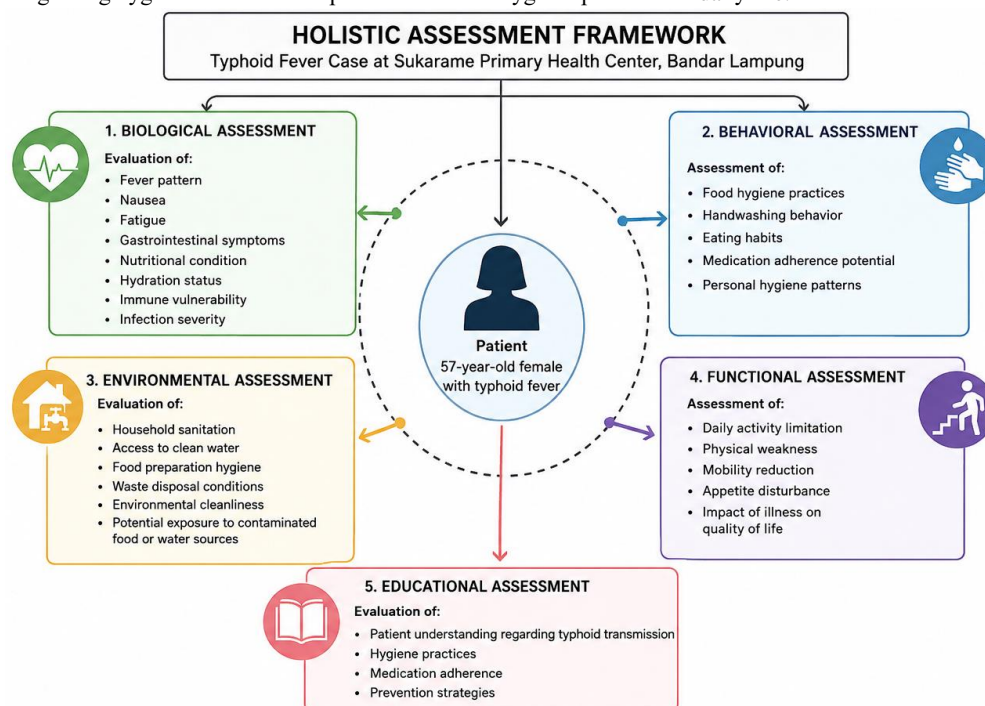 HOLISTIC ASSESSMENT FRAMEWORK
Typhoid Fever Case at Sukarame Primary Health Center, Bandar Lampung
1. BIOLOGICAL ASSESSMENT
Evaluation of:
• Fever pattern
• Nausea
• Fatigue
• Gastrointestinal symptoms
• Nutritional condition
• Hydration status
• Immune vulnerability
• Infection severity
2. BEHAVIORAL ASSESSMENT
Assessment of:
• Food hygiene practices
• Handwashing behavior
• Eating habits
• Medication adherence potential
• Personal hygiene patterns
Patient
57-year-old female
with typhoid fever
3. ENVIRONMENTAL ASSESSMENT
Evaluation of:
• Household sanitation
• Access to clean water
• Food preparation hygiene
• Waste disposal conditions
• Environmental cleanliness
• Potential exposure to contaminated
food or water sources
4. FUNCTIONAL ASSESSMENT
Assessment of:
• Daily activity limitation
• Physical weakness
• Mobility reduction
• Appetite disturbance
• Impact of illness on
quality of life
5. EDUCATIONAL ASSESSMENT
Evaluation of:
• Patient understanding regarding typhoid transmission
• Hygiene practices
• Medication adherence
• Prevention strategies